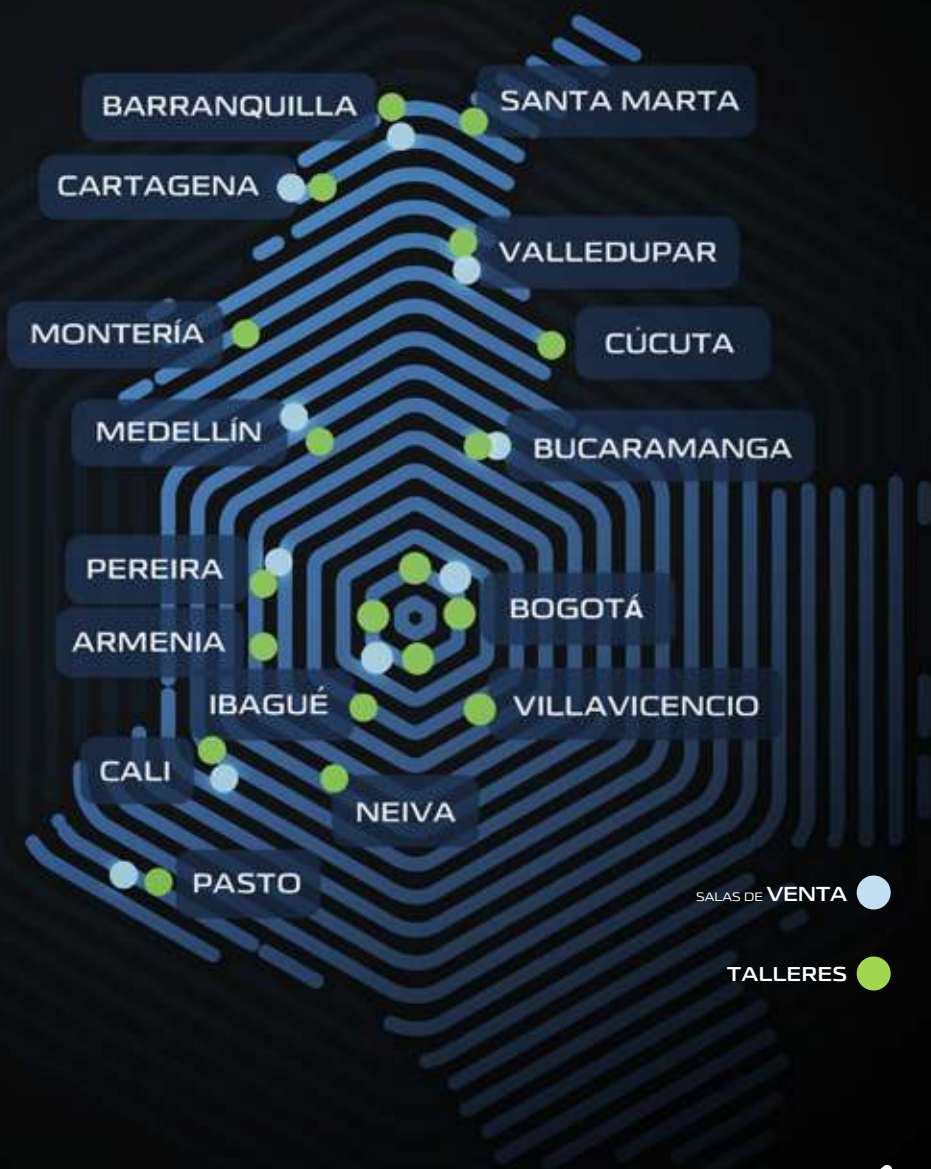 BARRANQUILLA
SANTA MARTA
CARTAGENA
VALLEDUPAR
MONTERÍA
CÚCUTA
MEDELLÍN
BUCARAMANGA
PEREIRA
BOGOTÁ
ARMENIA
IBAGUÉ
VILLAVICENCIO
CALI
NEIVA
PASTO
SALAS DE VENTA
TALLERES